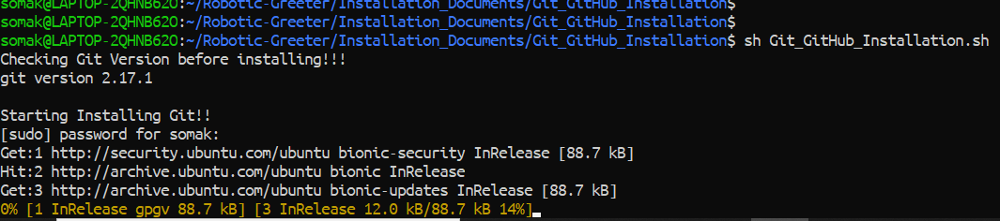 somak@LAPTOP-2QHNB62O:~/Robotic-Greeter/Installation_Documents/Git_GitHub_Installation$
somak@LAPTOP-2QHNB62O:~/Robotic-Greeter/Installation_Documents/Git_GitHub_Installation$
somak@LAPTOP-2QHNB62O:~/Robotic-Greeter/Installation_Documents/Git_GitHub_Installation$ sh Git_GitHub_Installation.sh
Checking Git Version before installing!!!
git version 2.17.1

Starting Installing Git!!
[sudo] password for somak:
Get:1 http://security.ubuntu.com/ubuntu bionic-security InRelease [88.7 kB]
Hit:2 http://archive.ubuntu.com/ubuntu bionic InRelease
Get:3 http://archive.ubuntu.com/ubuntu bionic-updates InRelease [88.7 kB]
0% [1 InRelease gpgv 88.7 kB] [3 InRelease 12.0 kB/88.7 kB 14%]